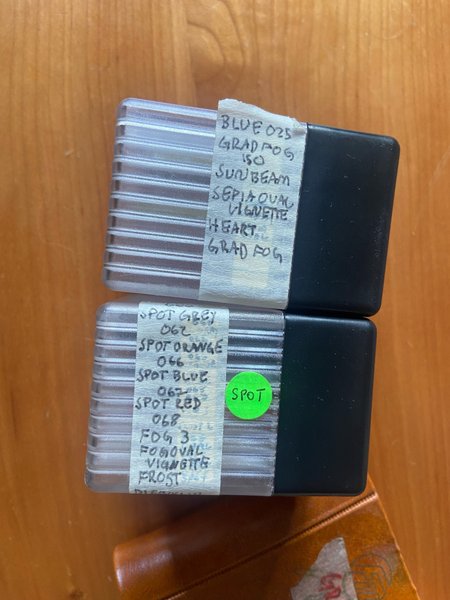 BLUE 025
GRAD FOG
150
SUNBEAM
SEPIA OVAL
VIGNETTE
HEART
GRAD FOG
SPOT GREY
062
SPOT ORANGE
066
SPOT BLUE
067
SPOT RED
068
FOG 3
FOG OVAL
VIGNETTE
FROST
SPOT